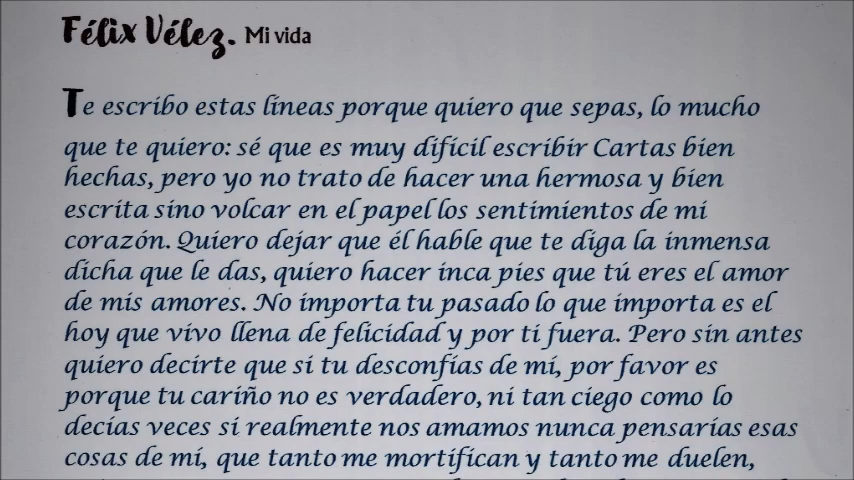 Félix Vélez. Mi vida
Te escribo estas líneas porque quiero que sepas, lo mucho
que te quiero: sé que es muy difícil escribir Cartas bien
hechas, pero yo no trato de hacer una hermosa y bien
escrita sino volcar en el papel los sentimientos de mi
corazón. Quiero dejar que él hable que te diga la inmensa
dicha que le das, quiero hacer inca pies que tú eres el amor
de mis amores. No importa tu pasado lo que importa es el
hoy que vivo llena de felicidad y por ti fuera. Pero sin antes
quiero decirte que si tu desconfías de mí, por favor es
porque tu cariño no es verdadero, ni tan ciego como lo
decías veces si realmente nos amamos nunca pensarías esas
cosas de mí, que tanto me mortifican y tanto me duelen,